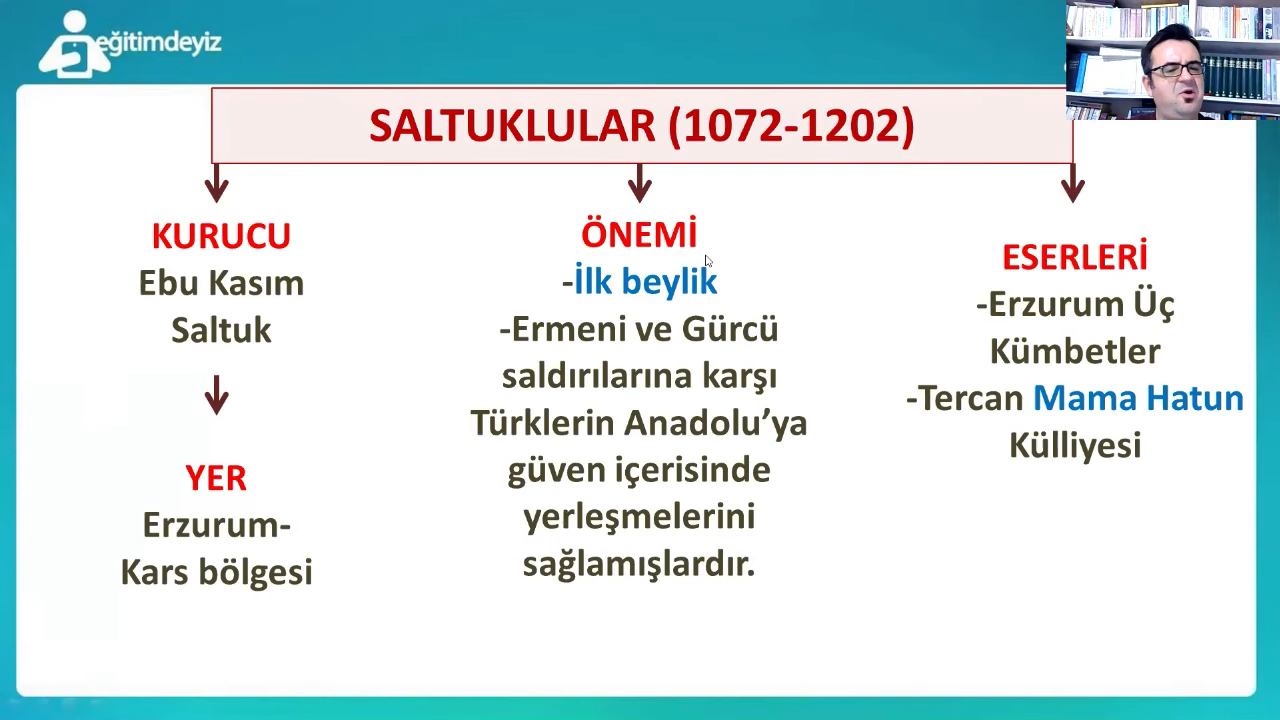 eğitimdeyiz
SALTUKLULAR (1072-1202)
KURUCU
Ebu Kasım
Saltuk
YER
Erzurum-
Kars bölgesi
ÖNEMİ
-İlk beylik
-Ermeni ve Gürcü
saldırılarına karşı
Türklerin Anadolu’ya
güven içerisinde
yerleşmelerini
sağlamışlardır.
ESERLERİ
-Erzurum Üç
Kümbetler
-Tercan Mama Hatun
Külliyesi